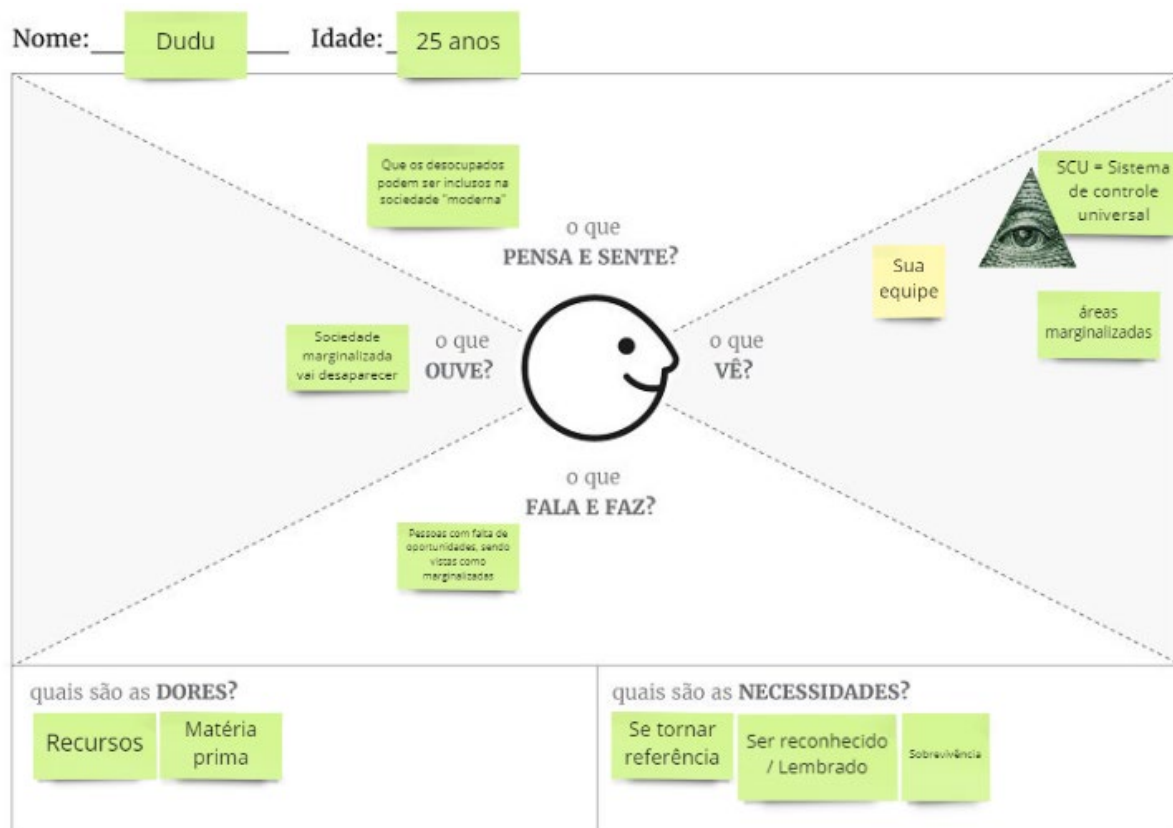 Nome: Dudu Idade: 25 anos
Que os desocupados
podem ser inclusos na
sociedade "moderna"
o que
PENSA E SENTE?
SCU = Sistema
de controle
universal
Sua
equipe
áreas
marginalizadas
Sociedade
marginalizada
vai desaparecer
o que
OUVE?
o que
VÊ?
o que
FALA E FAZ?
Pessoas com falta de
oportunidades, sendo
vistas como
marginalizadas
quais são as DORES?
Recursos
Matéria
prima
quais são as NECESSIDADES?
Se tornar
referência
Ser reconhecido
/ Lembrado
Sobrevivência